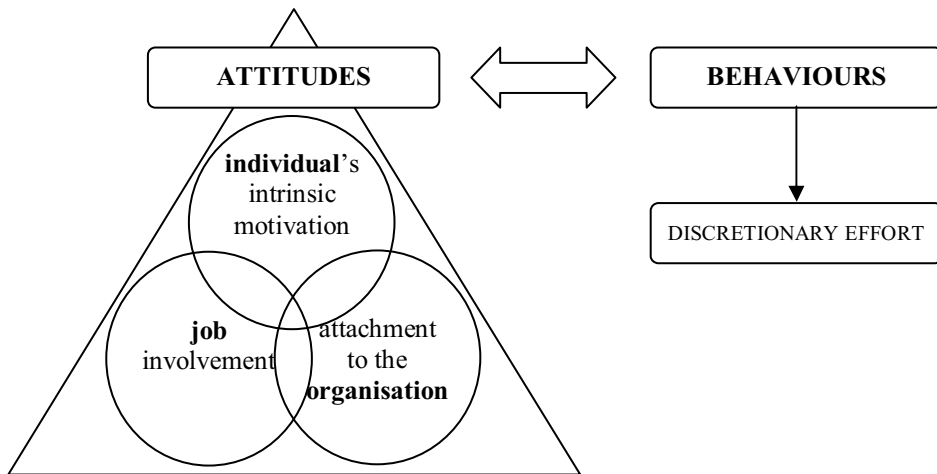 ATTITUDES
BEHAVIOURS
individual's
intrinsic
motivation
DISCRETIONARY EFFORT
job
involvement
attachment
to the
organisation